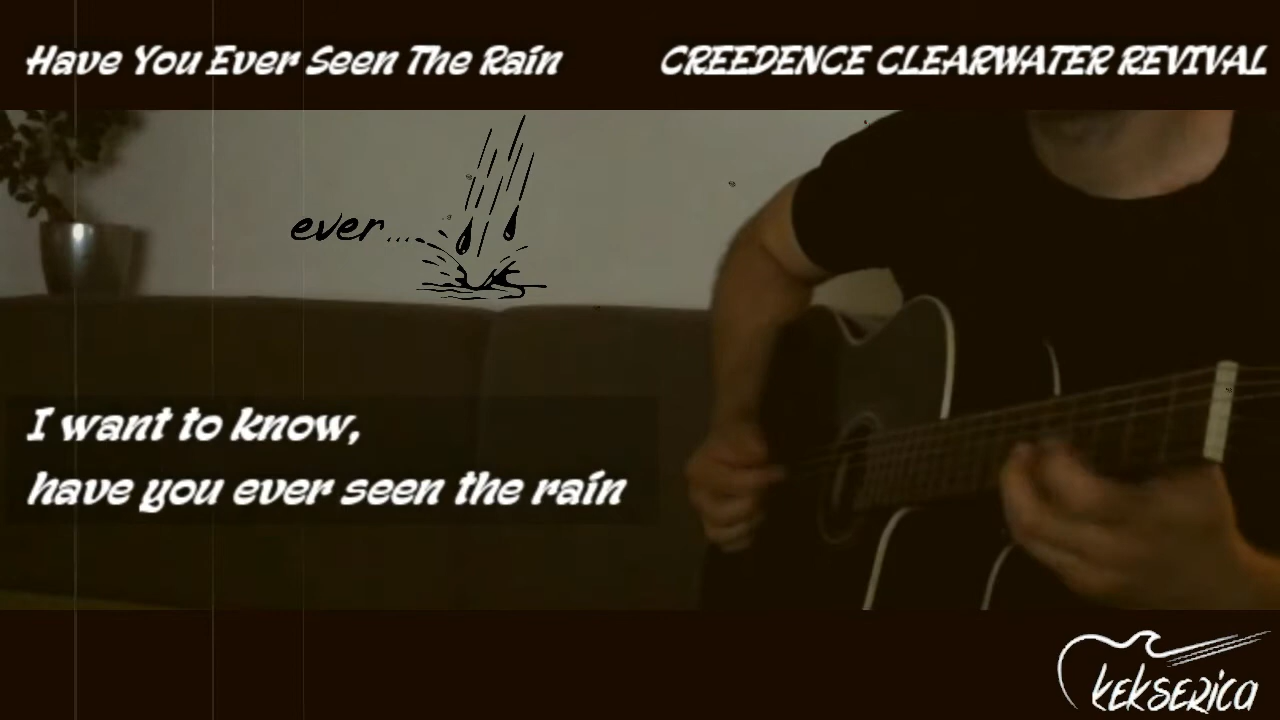 Have You Ever Seen The Rain
CREEDENCE CLEARWATER REVIVAL
ever....
I want to know,
have you ever seen the rain
KEKSERICA